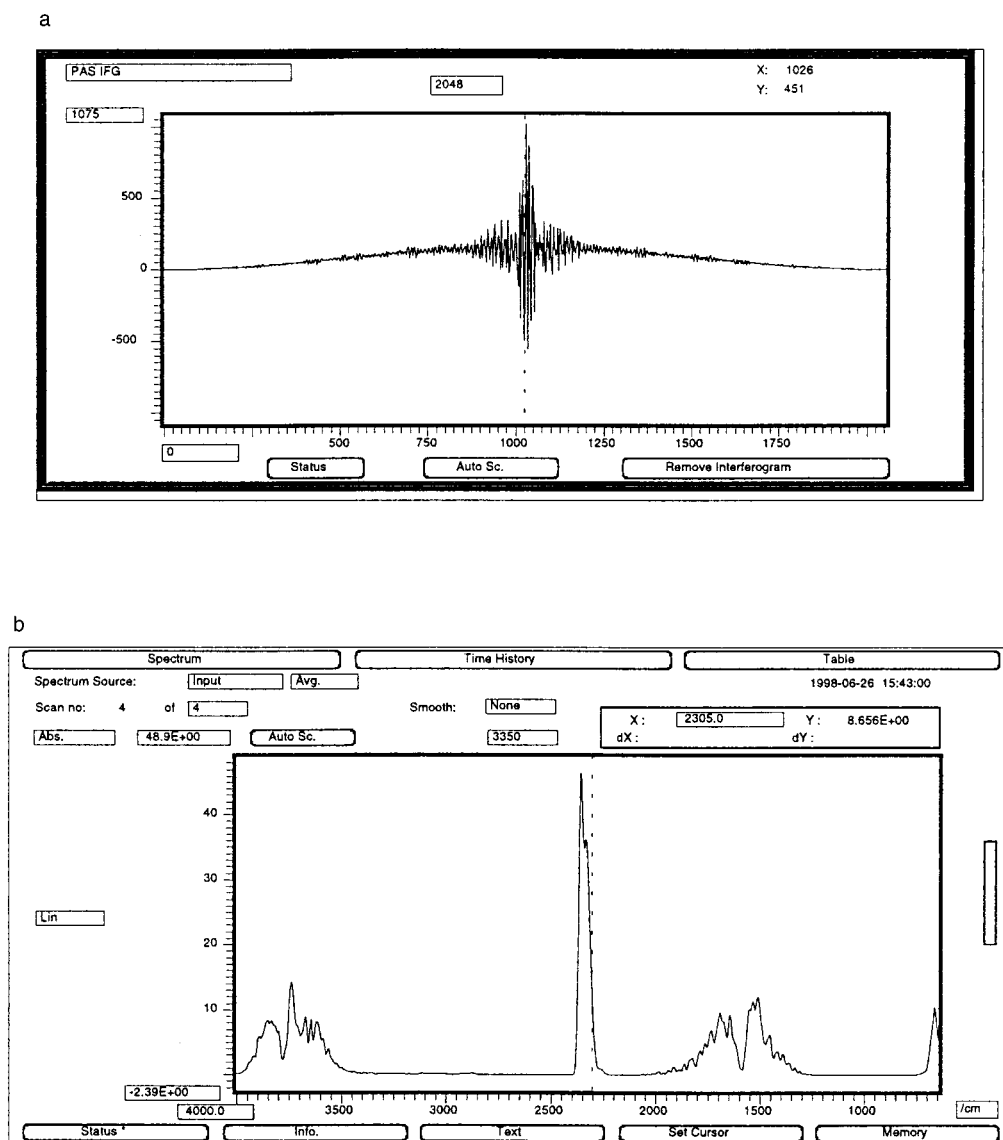 a
PAS IFG
2048
X: 1026
Y: 451
1075
500
0
-500
500 750 1000 1250 1500 1750
0
Status Auto Sc. Remove Interferogram
b
Spectrum Time History Table
Spectrum Source: Input Avg. 1998-06-26 15:43:00
Scan no: 4 of 4 Smooth: None
X: 2305.0 Y: 8.656E+00
Abs. 48.9E+00 Auto Sc. 3350 dX: dY:
40
30
Lin
20
10
-2.39E+00
4000.0 3500 3000 2500 2000 1500 1000 /cm
Status * Info. Text Set Cursor Memory